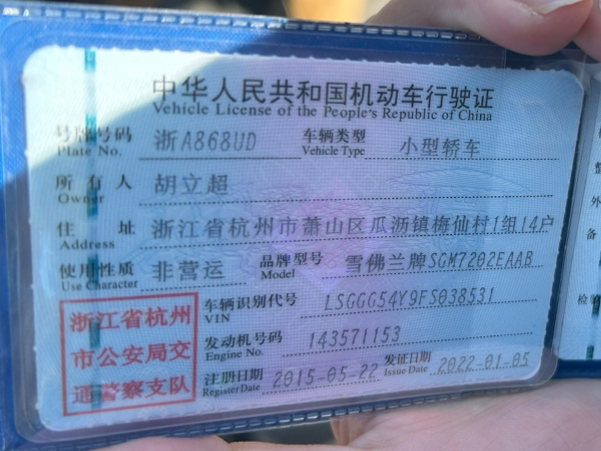 中华人民共和国机动车行驶证
Vehicle License of the People's Republic of China
号牌号码 浙A868UD 车辆类型 小型轿车
Plate No. Vehicle Type
所有人 胡立超
Owner
住址 浙江省杭州市萧山区瓜沥镇梅仙村1组14户
Address
使用性质 非营运 品牌型号 雪佛兰牌SGM7202EAAB
Use Character Model
浙江省杭州
市公安局交
通警察支队
车辆识别代号 LSGGG54Y9FS038531
VIN
发动机号码 143571153
Engine No.
注册日期 2015-05-22 发证日期 2022-01-05
Register Date Issue Date
整
外
备
检验